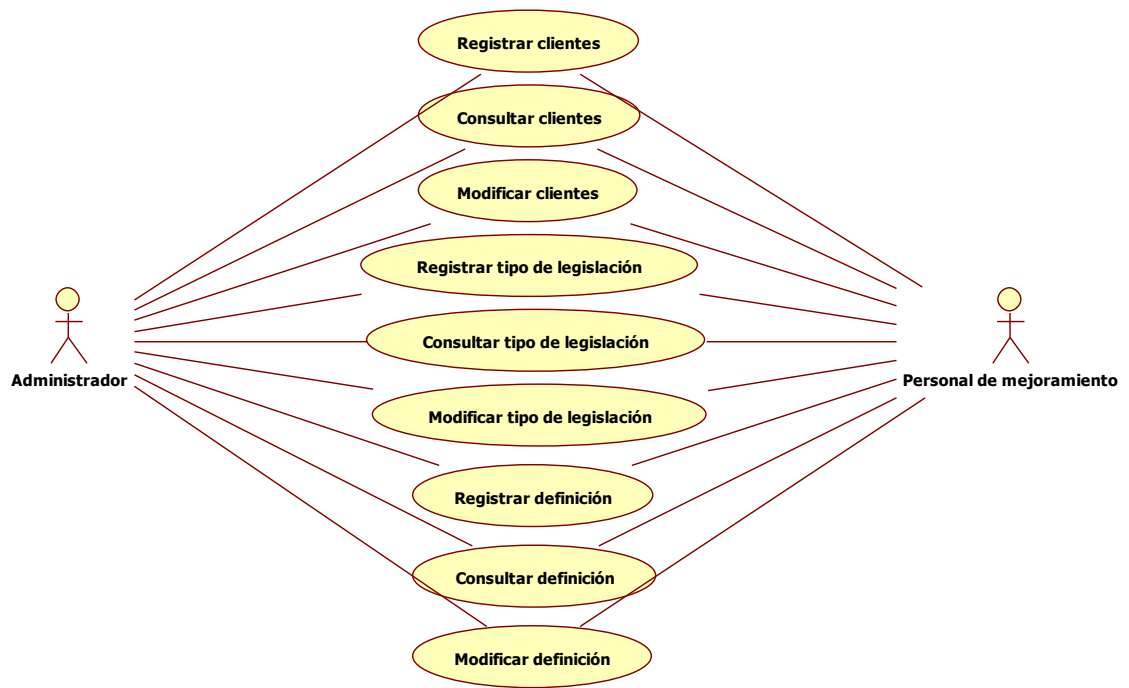 Registrar clientes
Consultar clientes
Modificar clientes
Registrar tipo de legislación
Consultar tipo de legislación
Administrador
Personal de mejoramiento
Modificar tipo de legislación
Registrar definición
Consultar definición
Modificar definición